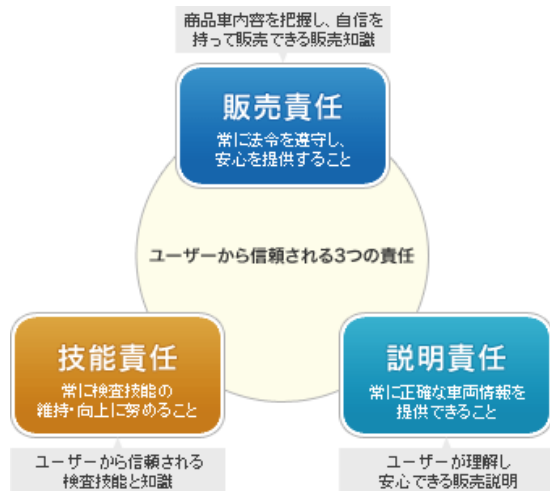 商品車内容を把握し、自信を
持って販売できる販売知識
販売責任
常に法令を遵守し、
安心を提供すること
ユーザーから信頼される3つの責任
技能責任
常に検査技能の
維持・向上に努めること
ユーザーから信頼される
検査技能と知識
説明責任
常に正確な車両情報を
提供できること
ユーザーが理解し
安心できる販売説明